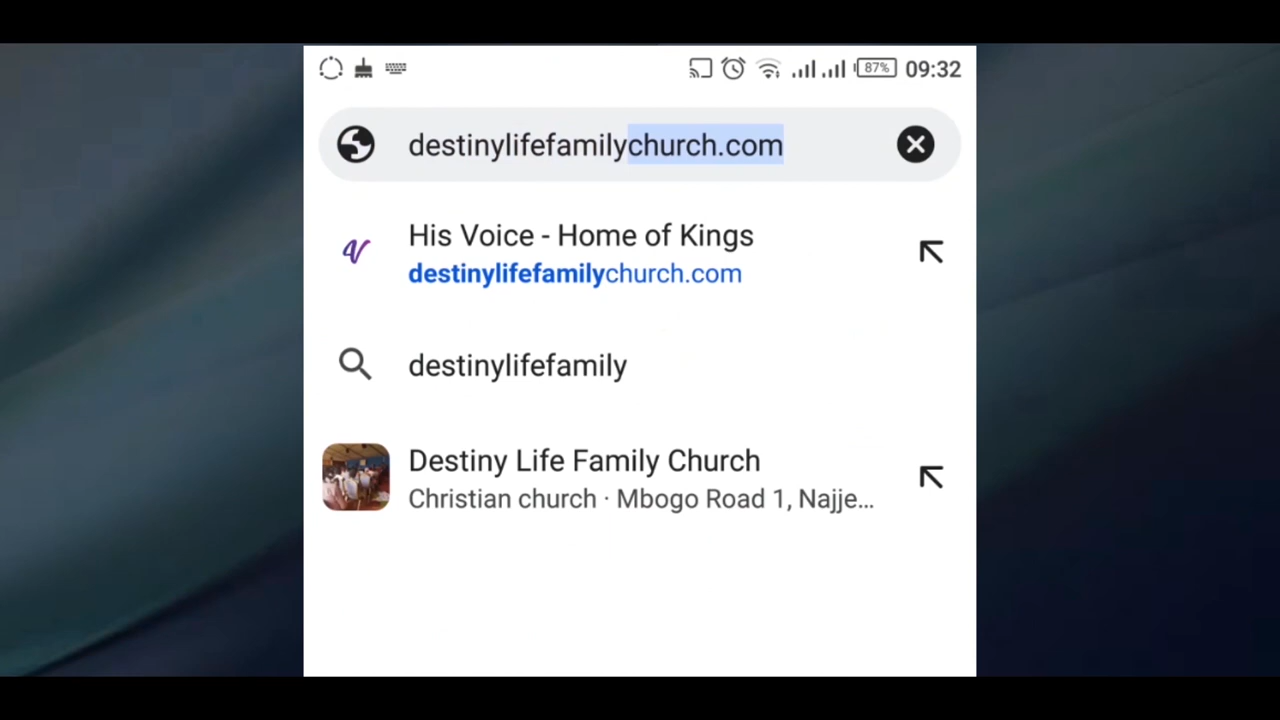 87% 09:32
destinylifefamilychurch.com
His Voice - Home of Kings
destinylifefamilychurch.com
destinylifefamily
Destiny Life Family Church
Christian church · Mbogo Road 1, Najje...